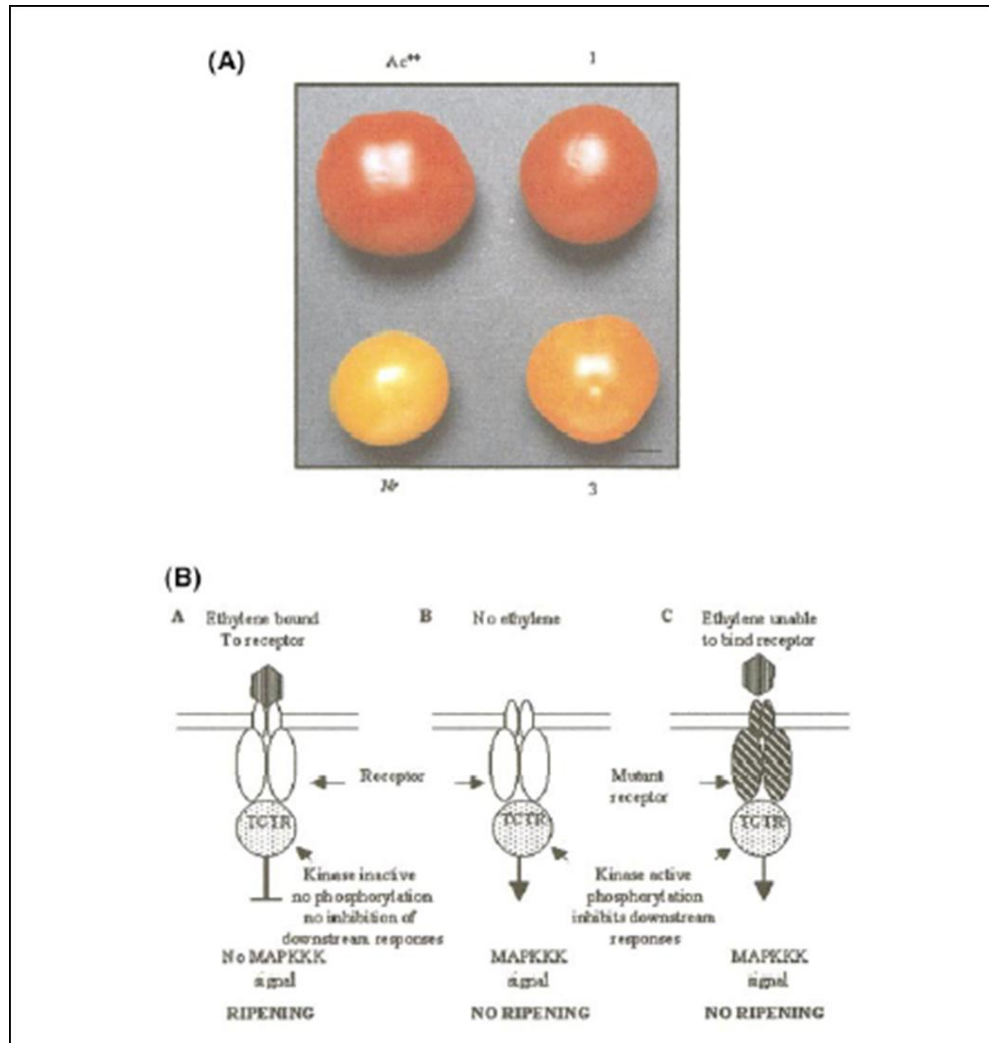 (A)
Ac++ 1
Nr 3
(B)
A Ethylene bound
To receptor
B No ethylene
C Ethylene unable
to bind receptor
Receptor
Mutant
receptor
TCTR
TCTR
TCTR
Kinase inactive
no phosphorylation
no inhibition of
downstream responses
Kinase active
phosphorylation
inhibits downstream
responses
No MAPKKK
signal
MAPKKK
signal
MAPKKK
signal
RIPENING
NO RIPENING
NO RIPENING